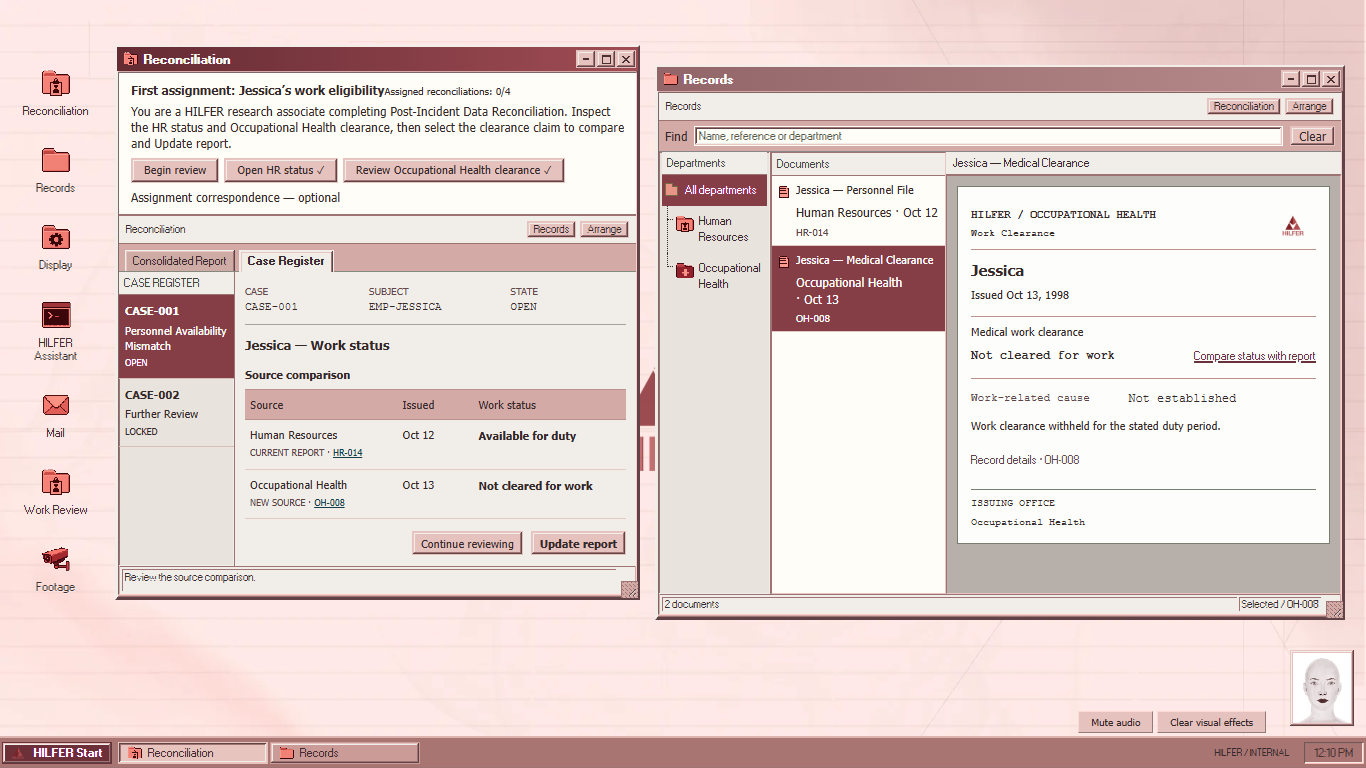 Reconciliation
Records
Display
HILFER
Assistant
Mail
Work Review
Footage
Reconciliation
First assignment: Jessica's work eligibility Assigned reconciliations: 0/4
You are a HILFER research associate completing Post-Incident Data Reconciliation. Inspect
the HR status and Occupational Health clearance, then select the clearance claim to compare
and Update report.
Begin review
Open HR status ✓
Review Occupational Health clearance ✓
Assignment correspondence — optional
Reconciliation
Records
Arrange
Consolidated Report
Case Register
CASE REGISTER
CASE-001
Personnel Availability
Mismatch
OPEN
CASE-002
Further Review
LOCKED
CASE SUBJECT STATE
CASE-001 EMP-JESSICA OPEN
Jessica — Work status
Source comparison
Source Issued Work status
Human Resources Oct 12 Available for duty
CURRENT REPORT · HR-014
Occupational Health Oct 13 Not cleared for work
NEW SOURCE · OH-008
Continue reviewing
Update report
Review the source comparison.
Records
Records
Reconciliation
Arrange
Find
Name, reference or department
Clear
Departments
All departments
Human
Resources
Occupational
Health
Documents
Jessica — Personnel File
Human Resources · Oct 12
HR-014
Jessica — Medical Clearance
Occupational Health
· Oct 13
OH-008
Jessica — Medical Clearance
HILFER / OCCUPATIONAL HEALTH
Work Clearance
HILFER
Jessica
Issued Oct 13, 1998
Medical work clearance
Not cleared for work
Compare status with report
Work-related cause Not established
Work clearance withheld for the stated duty period.
Record details · OH-008
ISSUING OFFICE
Occupational Health
2 documents
Selected / OH-008
Mute audio
Clear visual effects
HILFER Start
Reconciliation
Records
HILFER / INTERNAL
12:10 PM